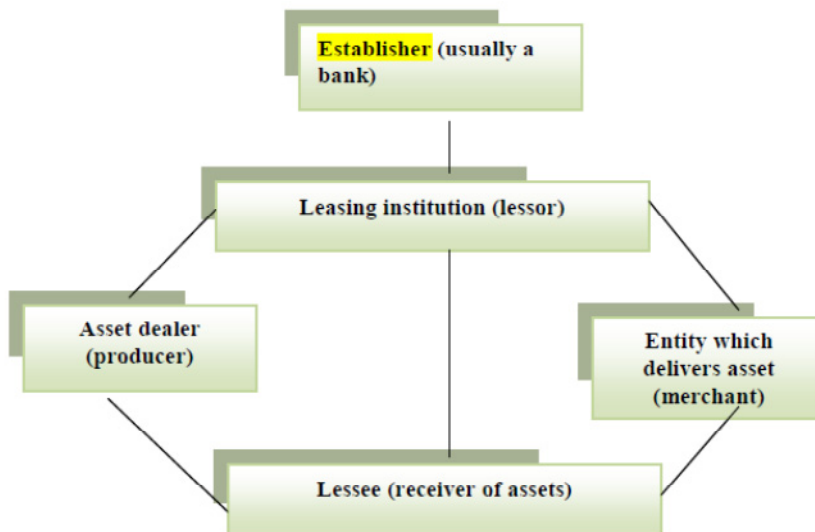 Establisher (usually a
bank)
Leasing institution (lessor)
Asset dealer
(producer)
Entity which
delivers asset
(merchant)
Lessee (receiver of assets)